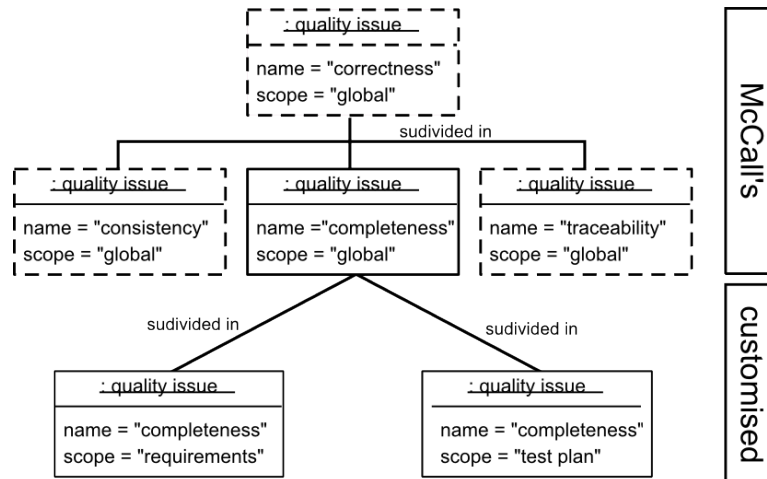 : quality issue
name = "correctness"
scope = "global"
sudivided in
: quality issue
name = "consistency"
scope = "global"
: quality issue
name ="completeness"
scope = "global"
: quality issue
name = "traceability"
scope = "global"
McCall's
sudivided in
sudivided in
: quality issue
name = "completeness"
scope = "requirements"
: quality issue
name = "completeness"
scope = "test plan"
customised